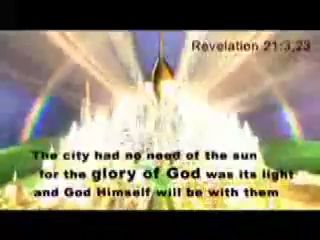 Revelation 21:3,23
The city had no need of the sun
for the glory of God was its light
and God Himself will be with them